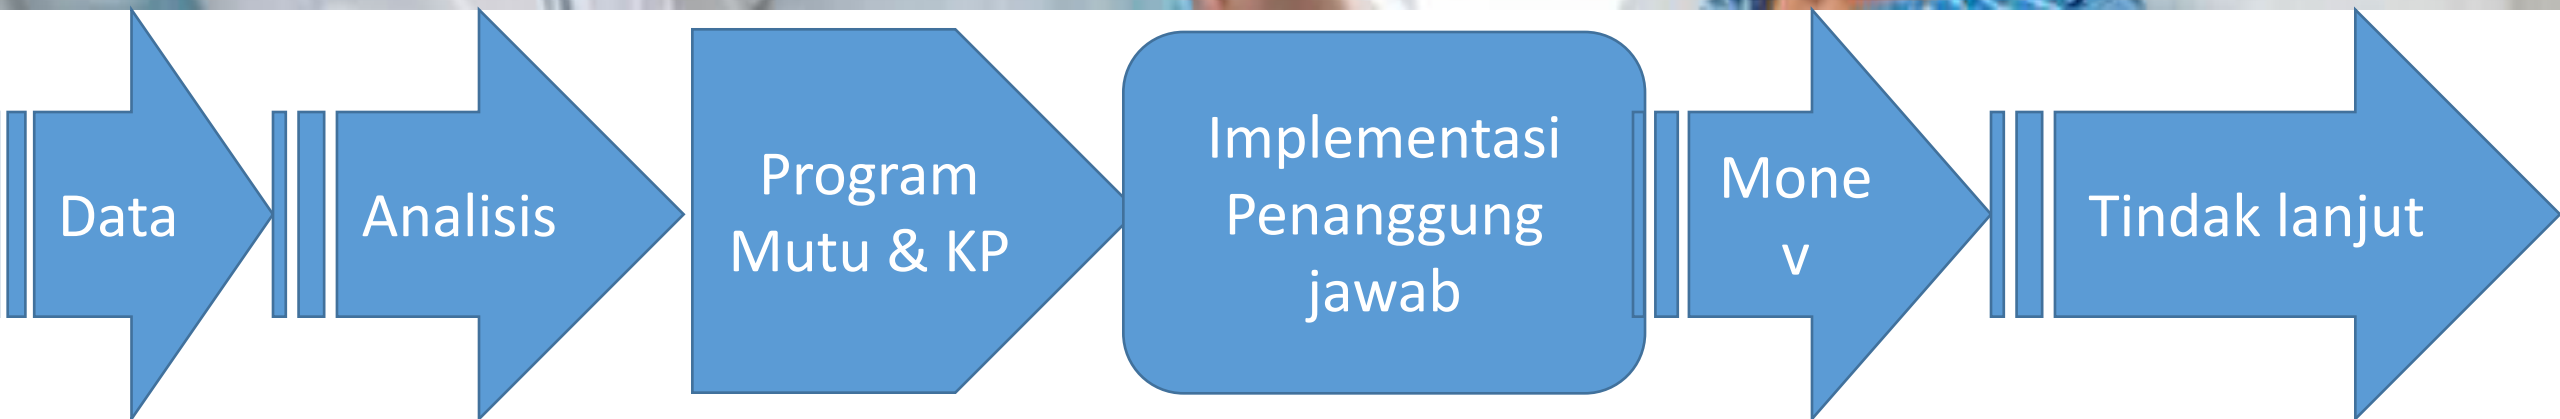 Data
Analisis
Program
Mutu & KP
Implementasi
Penanggung
jawab
Mone
v
Tindak lanjut